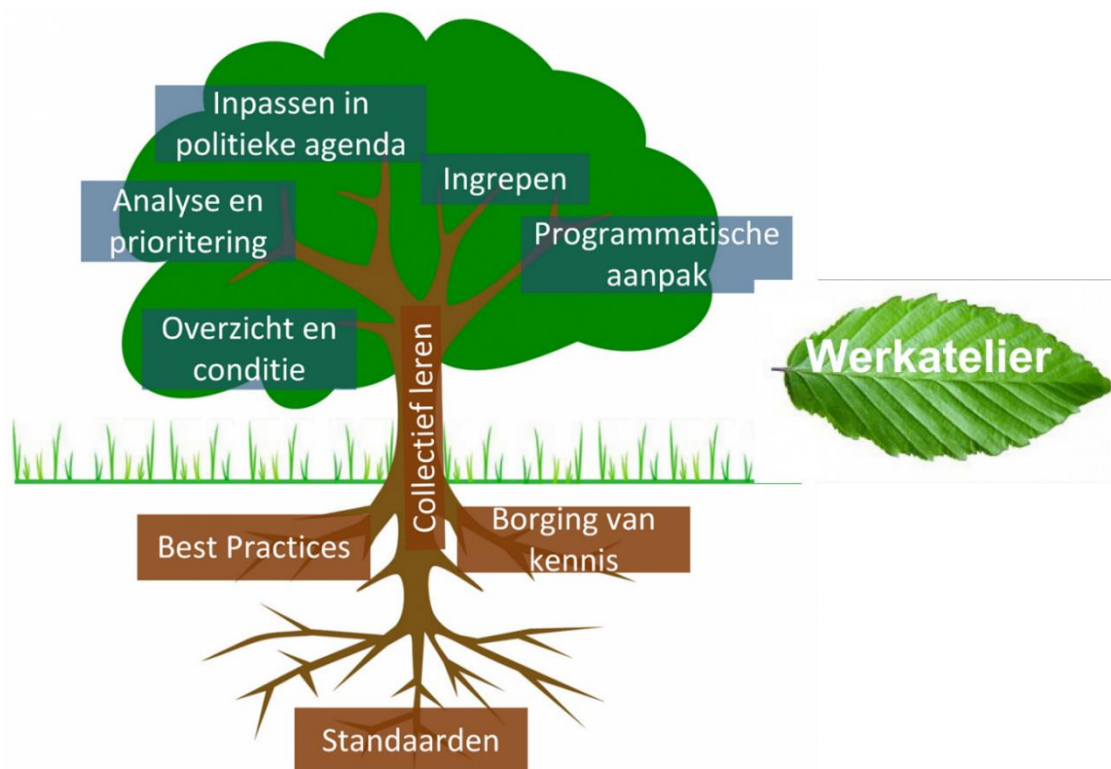 Inpassen in
politieke agenda
Ingrepen
Analyse en
prioritering
Programmatische
aanpak
Overzicht en
conditie
Collectief leren
Werkatelier
Best Practices
Borging van
kennis
Standaarden